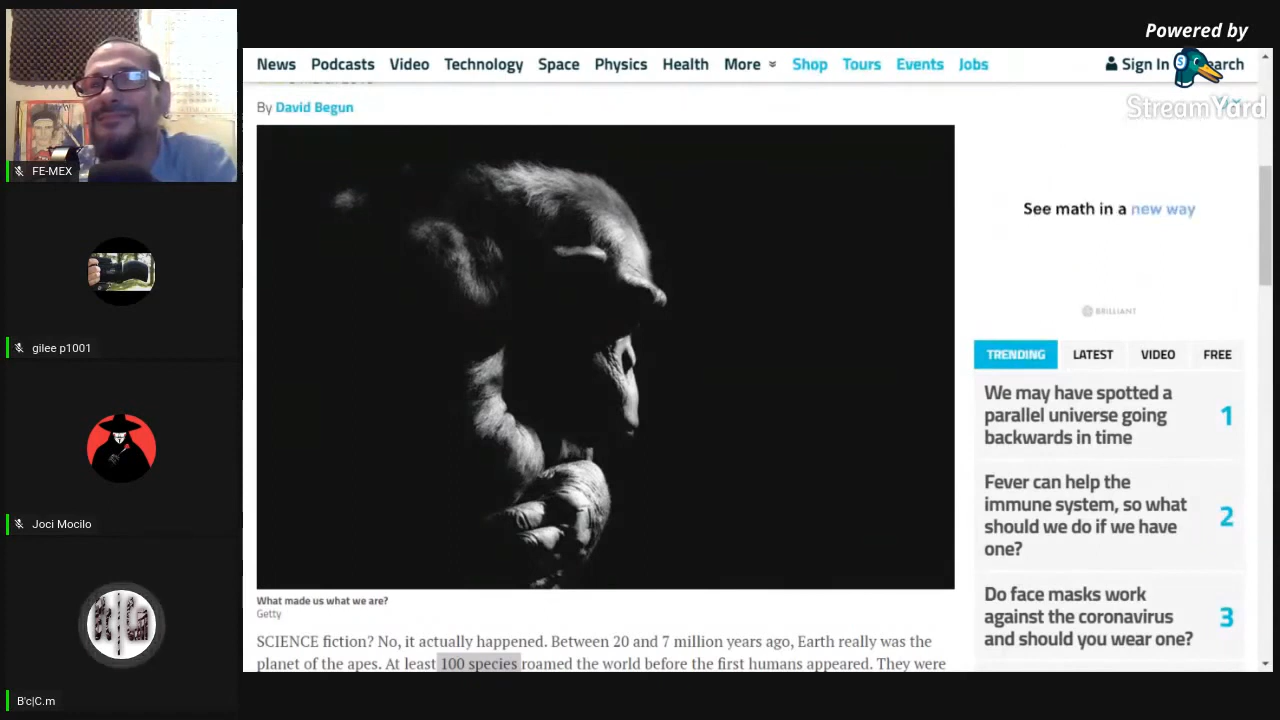 Powered by
StreamYard
News Podcasts Video Technology Space Physics Health More Shop Tours Events Jobs Sign In
By David Begun
See math in a new way
BRILLIANT
TRENDING LATEST VIDEO FREE
We may have spotted a
parallel universe going
backwards in time
1
Fever can help the
immune system, so what
should we do if we have
one?
2
Do face masks work
against the coronavirus
and should you wear one?
3
What made us what we are?
Getty
SCIENCE fiction? No, it actually happened. Between 20 and 7 million years ago, Earth really was the
planet of the apes. At least 100 species roamed the world before the first humans appeared. They were
FE-MEX
gilee p1001
Joci Mocilo
B'c|C.m